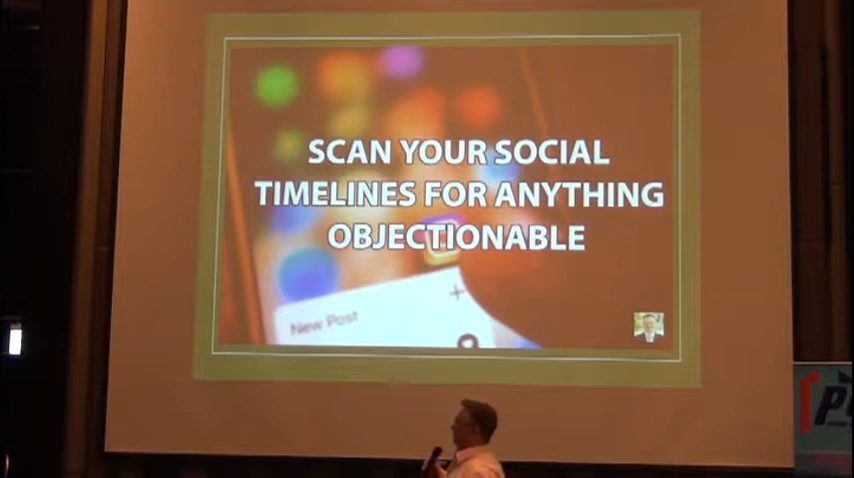 SCAN YOUR SOCIAL
TIMELINES FOR ANYTHING
OBJECTIONABLE
New Post